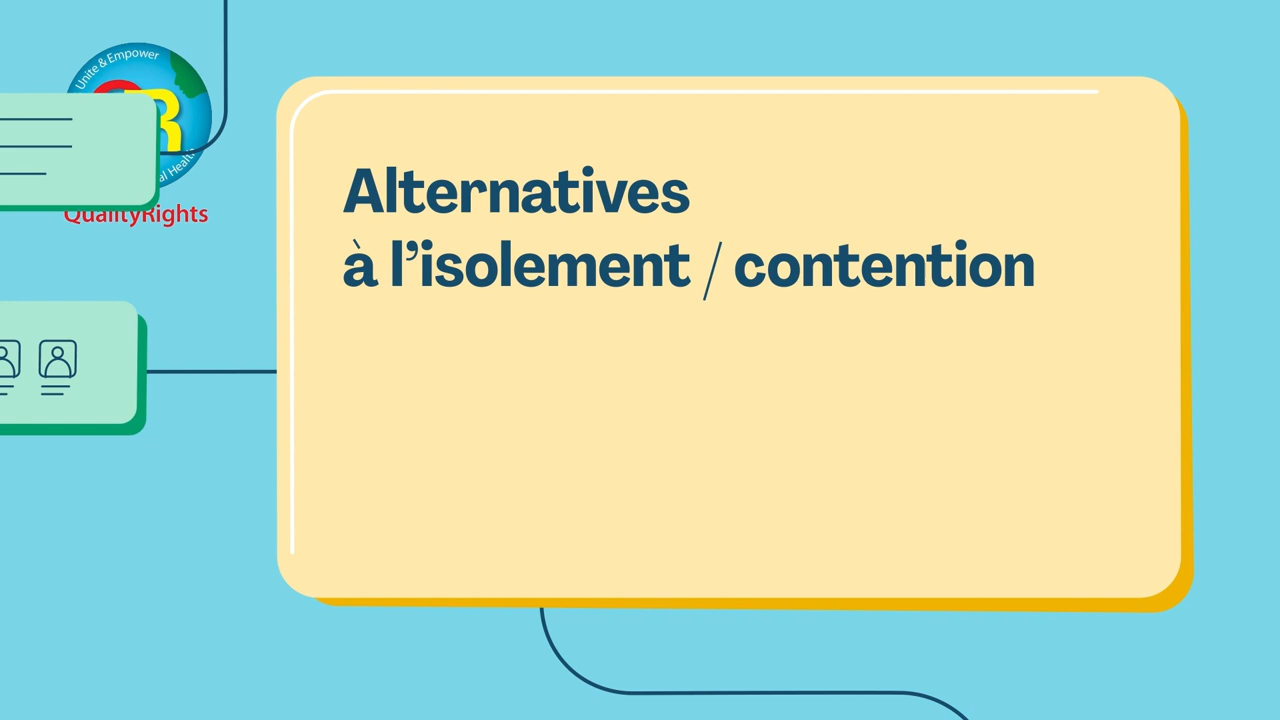 Unite & Empower
QualityRights
Alternatives
à l’isolement / contention